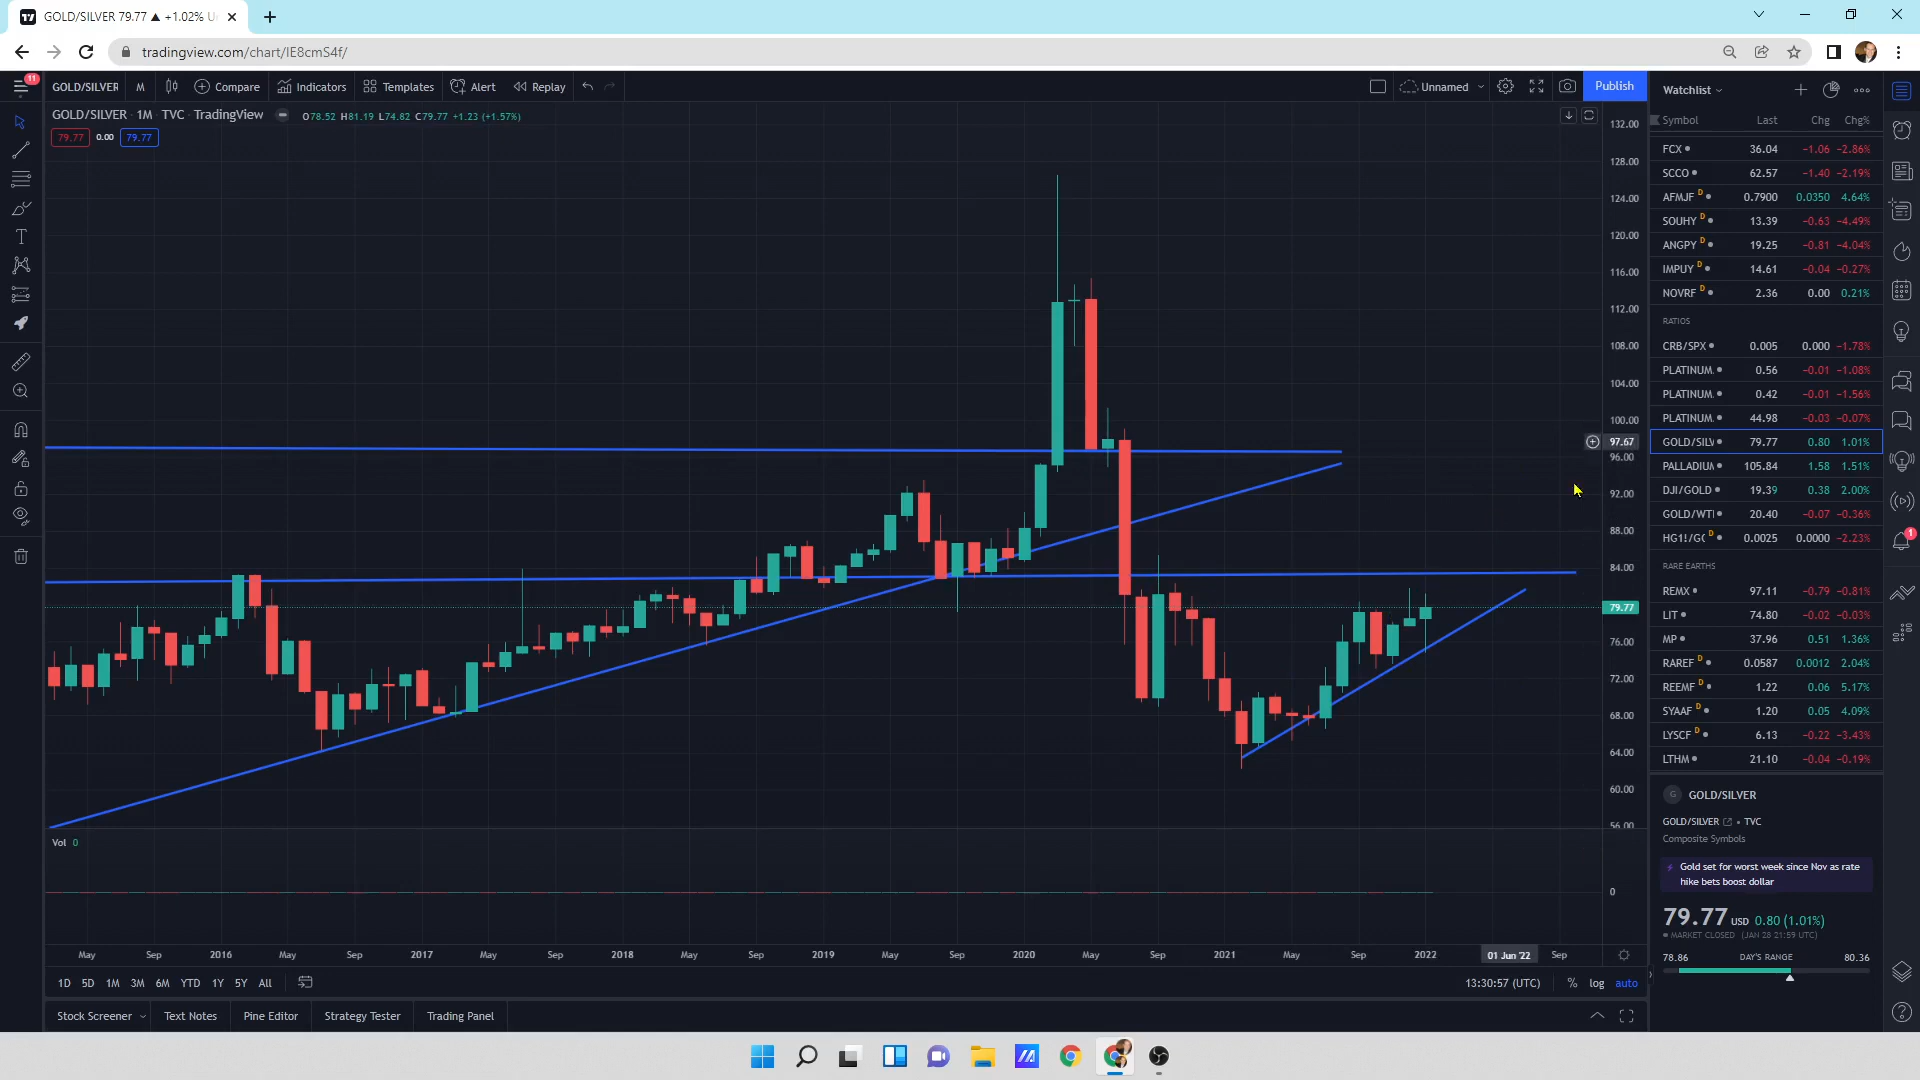 GOLD/SILVER 79.77 ▲ +1.02% U
tradingview.com/chart/IE8cmS4f/
11
GOLD/SILVER M Compare Indicators Templates Alert Replay Unnamed Publish
GOLD/SILVER · 1M · TVC · TradingView O78.52 H81.19 L74.82 C79.77 +1.23 (+1.57%)
79.77 0.00 79.77
132.00
128.00
124.00
120.00
116.00
112.00
108.00
104.00
100.00
97.67
96.00
92.00
88.00
84.00
79.77
76.00
72.00
68.00
64.00
60.00
56.00
Vol 0
0
May Sep 2016 May Sep 2017 May Sep 2018 May Sep 2019 May Sep 2020 May Sep 2021 May Sep 2022 01 Jun '22 Sep
1D 5D 1M 3M 6M YTD 1Y 5Y All 13:30:57 (UTC) % log auto
Stock Screener Text Notes Pine Editor Strategy Tester Trading Panel
Watchlist
Symbol Last Chg Chg%
FCX 36.04 −1.06 −2.86%
SCCO 62.57 −1.40 −2.19%
AFMJF D 0.7900 0.0350 4.64%
SOUHY D 13.39 −0.63 −4.49%
ANGPY D 19.25 −0.81 −4.04%
IMPUY D 14.61 −0.04 −0.27%
NOVRF D 2.36 0.00 0.21%
RATIOS
CRB/SPX 0.005 0.000 −1.78%
PLATINUM. 0.56 −0.01 −1.08%
PLATINUM. 0.42 −0.01 −1.56%
PLATINUM. 44.98 −0.03 −0.07%
GOLD/SILV 79.77 0.80 1.01%
PALLADIUM 105.84 1.58 1.51%
DJI/GOLD 19.39 0.38 2.00%
GOLD/WTI 20.40 −0.07 −0.36%
HG1!/GC D 0.0025 0.0000 −2.23%
RARE EARTHS
REMX 97.11 −0.79 −0.81%
LIT 74.80 −0.02 −0.03%
MP 37.96 0.51 1.36%
RAREF D 0.0587 0.0012 2.04%
REEMF D 1.22 0.06 5.17%
SYAAF D 1.20 0.05 4.09%
LYSCF D 6.13 −0.22 −3.43%
LTHM 21.10 −0.04 −0.19%
G GOLD/SILVER
GOLD/SILVER • TVC
Composite Symbols
Gold set for worst week since Nov as rate
hike bets boost dollar
79.77 USD 0.80 (1.01%)
MARKET CLOSED (JAN 28 21:59 UTC)
78.86 DAY'S RANGE 80.36
1